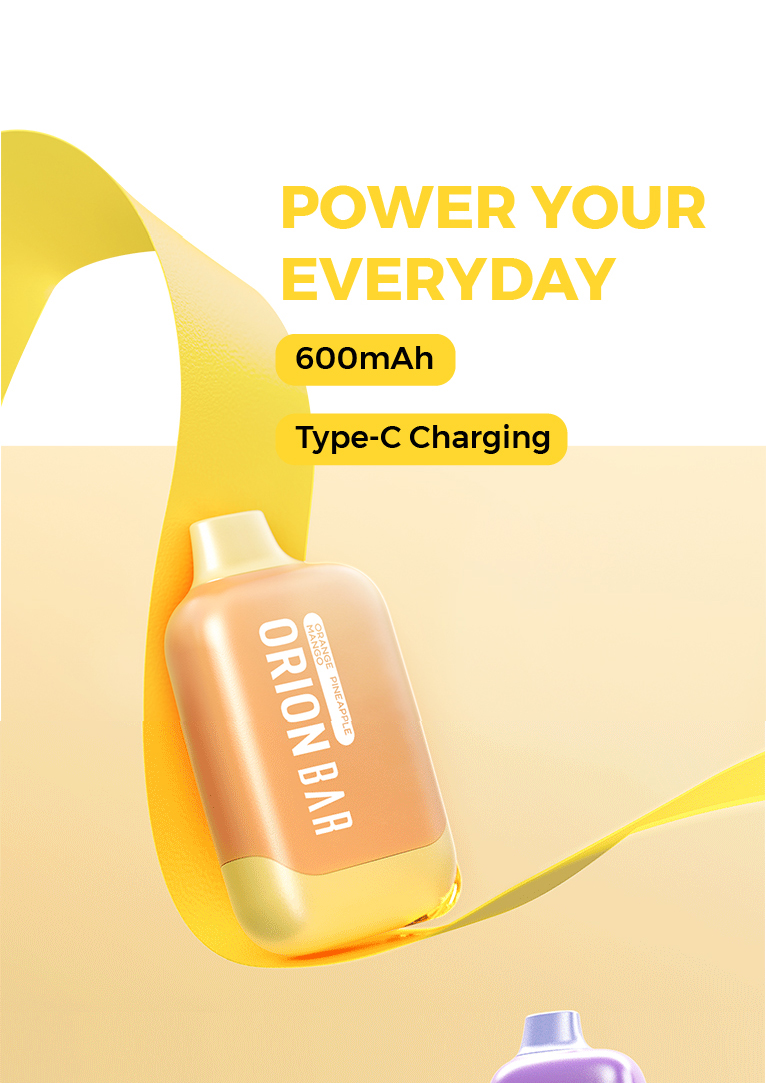 POWER YOUR
EVERYDAY
600mAh
Type-C Charging
ORANGE
MANGO PINEAPPLE
ORION BAR